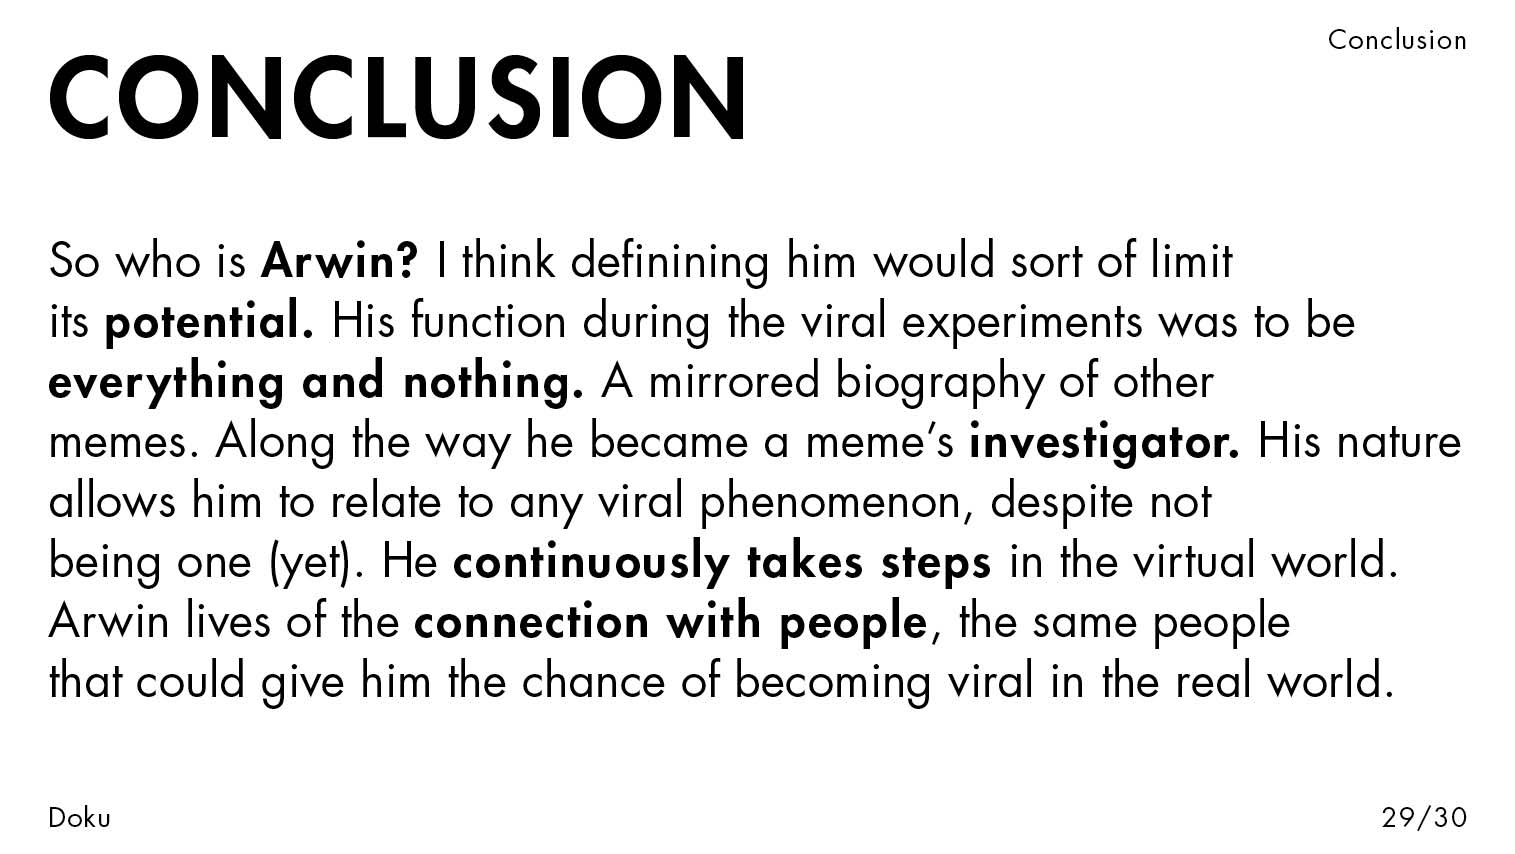 Conclusion
CONCLUSION
So who is Arwin? I think definining him would sort of limit
its potential. His function during the viral experiments was to be
everything and nothing. A mirrored biography of other
memes. Along the way he became a meme’s investigator. His nature
allows him to relate to any viral phenomenon, despite not
being one (yet). He continuously takes steps in the virtual world.
Arwin lives of the connection with people, the same people
that could give him the chance of becoming viral in the real world.
Doku
29/30